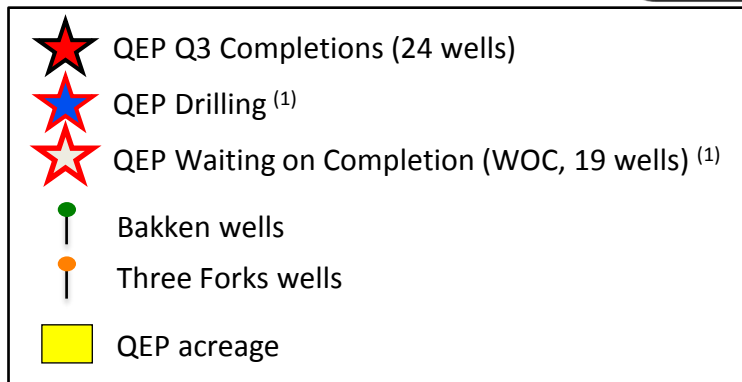 QEP Q3 Completions (24 wells)
QEP Drilling (1)
QEP Waiting on Completion (WOC, 19 wells) (1)
Bakken wells
Three Forks wells
QEP acreage